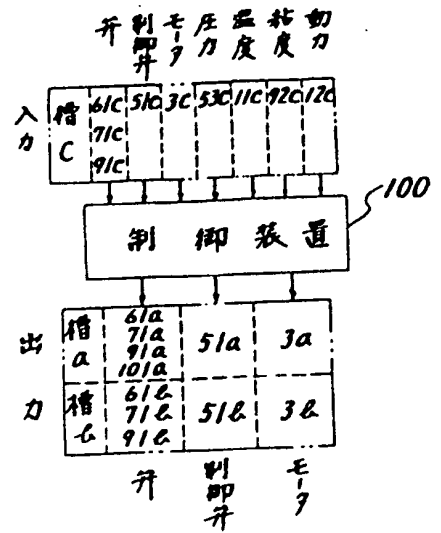 弁 制御弁 モータ 圧力 温度 粘度 動力
入力
槽C 61C 51C 3C 53C 11C 92C 12C
71C
91C
制御装置
100
出力
槽a 61a 51a 3a
71a
91a
101a
槽b 61b 51b 3b
71b
91b
弁 制御弁 モータ